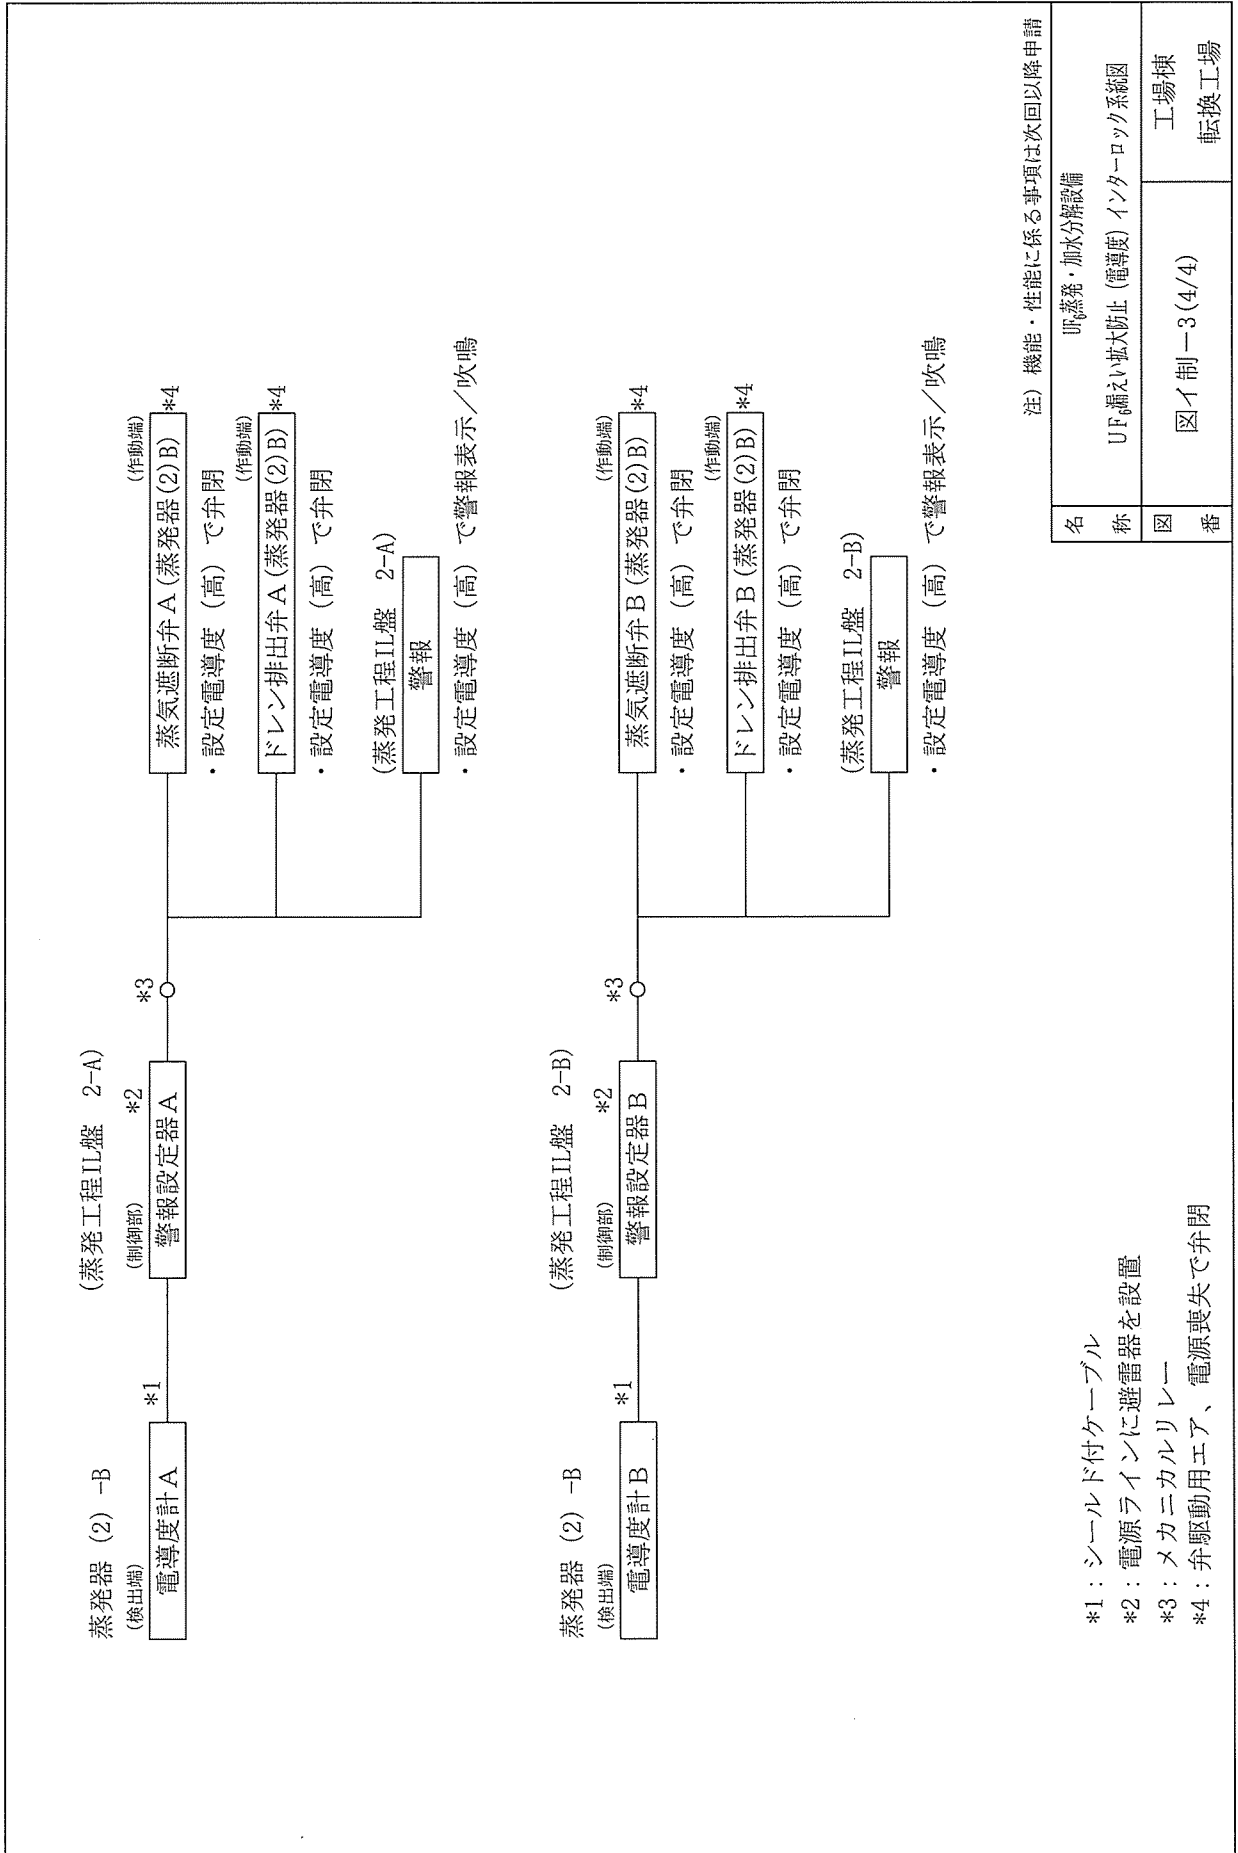 蒸発器 (2) -B
(検出端)
電導度計A
*1
(蒸発工程IL盤 2-A)
(制御部) *2
警報設定器A
*3
(作動端)
蒸気遮断弁A(蒸発器(2)B) *4
・設定電導度(高)で弁閉
(作動端)
ドレン排出弁A(蒸発器(2)B) *4
・設定電導度(高)で弁閉
(蒸発工程IL盤 2-A)
警報
・設定電導度(高)で警報表示/吹鳴
蒸発器 (2) -B
(検出端)
電導度計B
*1
(蒸発工程IL盤 2-B)
(制御部) *2
警報設定器B
*3
(作動端)
蒸気遮断弁B(蒸発器(2)B) *4
・設定電導度(高)で弁閉
(作動端)
ドレン排出弁B(蒸発器(2)B) *4
・設定電導度(高)で弁閉
(蒸発工程IL盤 2-B)
警報
・設定電導度(高)で警報表示/吹鳴
*1:シールド付ケーブル
*2:電源ラインに避雷器を設置
*3:メカニカルリレー
*4:弁駆動用エア、電源喪失で弁閉
注)機能・性能に係る事項は次回以降申請
名称
UF₆蒸発・加水分解設備
UF₆漏えい拡大防止(電導度)インターロック系統図
図番
図イ制-3(4/4)
工場棟
転換工場